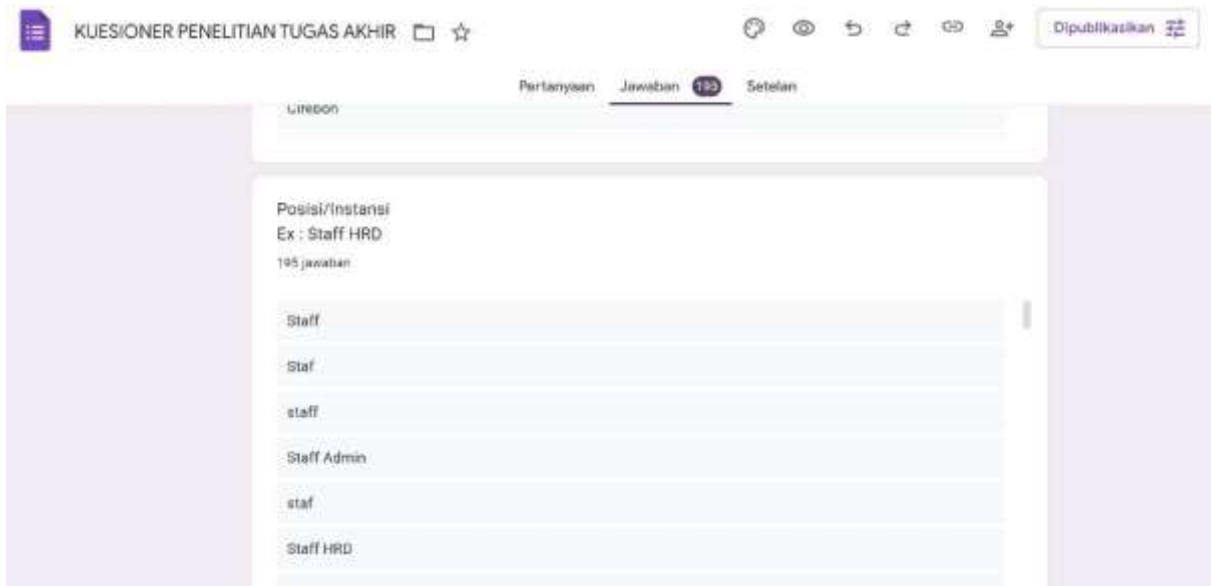 KUESIONER PENELITIAN TUGAS AKHIR
Dipublikasikan
Pertanyaan Jawaban 195 Setelan
Cirebon
Posisi/Instansi
Ex : Staff HRD
195 jawaban
Staff
Staf
staff
Staff Admin
staf
Staff HRD